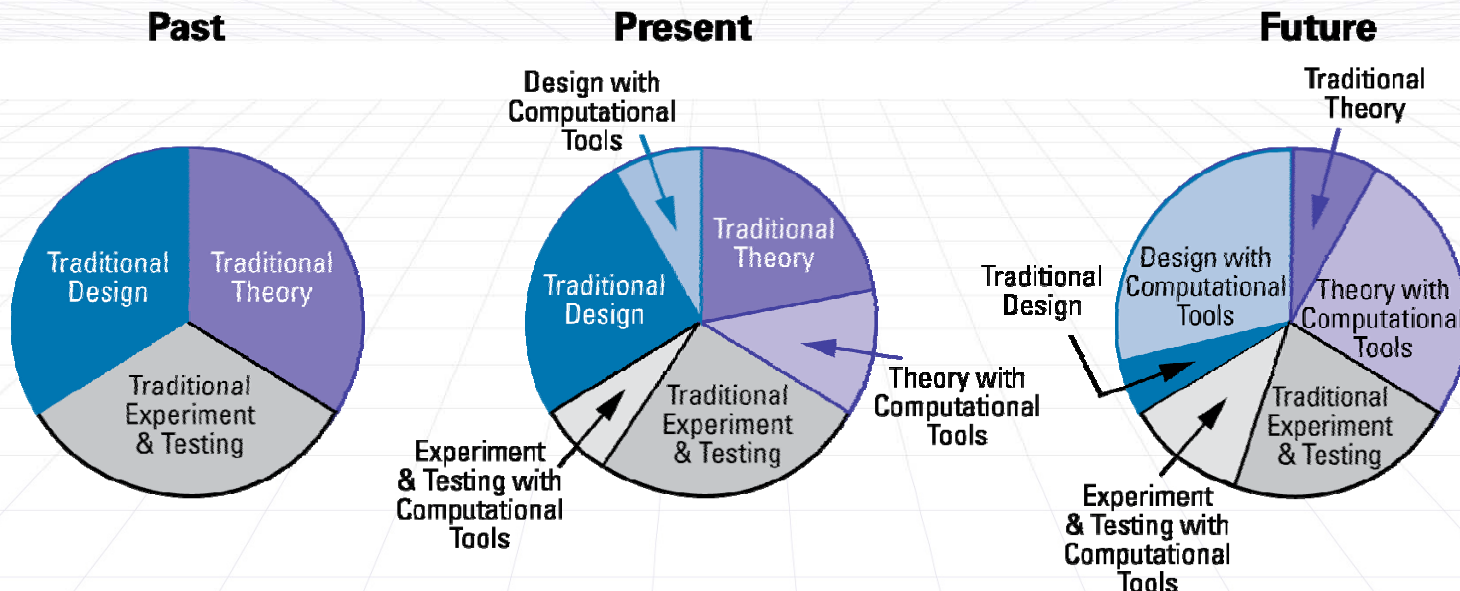 Past
Traditional
Design
Traditional
Theory
Traditional
Experiment
& Testing
Present
Design with
Computational
Tools
Traditional
Theory
Traditional
Design
Theory with
Computational
Tools
Traditional
Experiment
& Testing
Experiment
& Testing with
Computational
Tools
Future
Traditional
Theory
Design with
Computational
Tools
Traditional
Design
Theory with
Computational
Tools
Traditional
Experiment
& Testing
Experiment
& Testing with
Computational
Tools